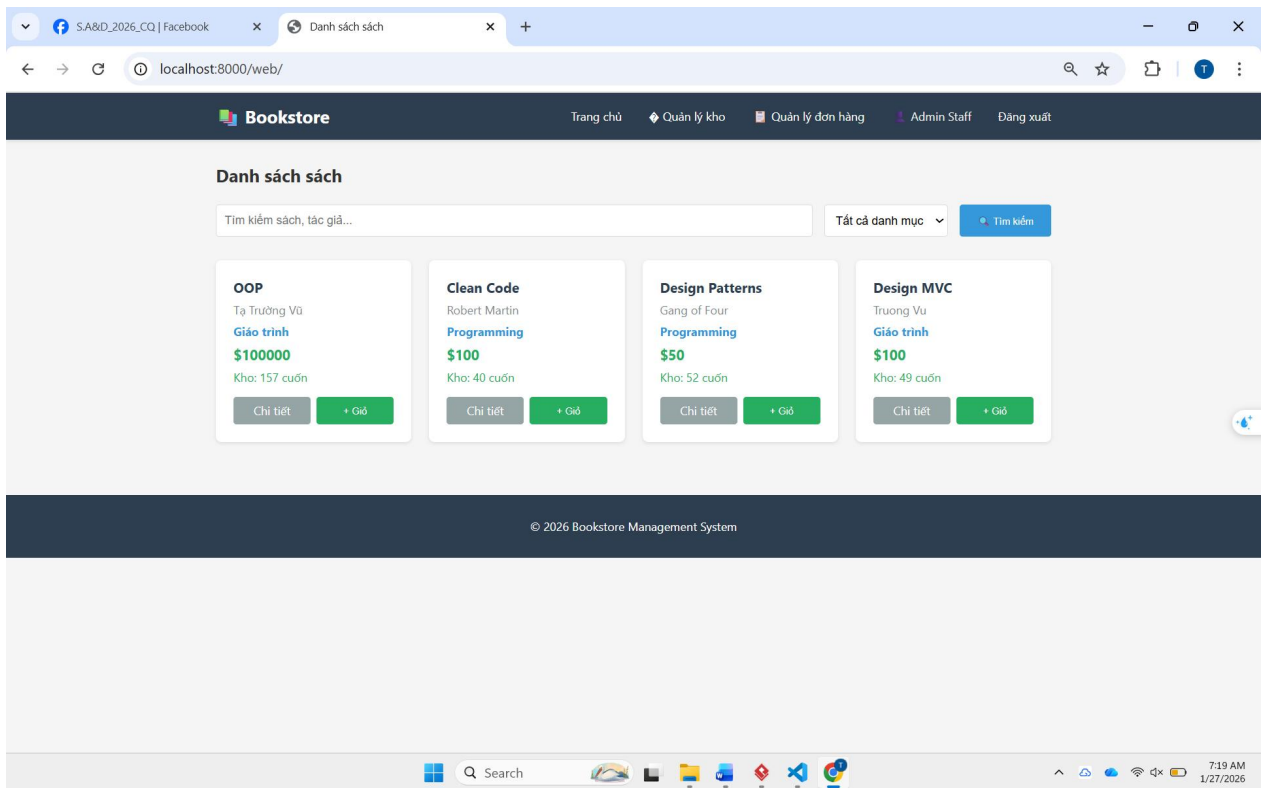 S.A&D_2026_CQ | Facebook
Danh sách sách
localhost:8000/web/
T
Bookstore
Trang chủ
Quản lý kho
Quản lý đơn hàng
Admin Staff
Đăng xuất
Danh sách sách
Tìm kiếm sách, tác giả...
Tất cả danh mục
Tìm kiếm
OOP
Tạ Trường Vũ
Giáo trình
$100000
Kho: 157 cuốn
Chi tiết
+ Giỏ
Clean Code
Robert Martin
Programming
$100
Kho: 40 cuốn
Chi tiết
+ Giỏ
Design Patterns
Gang of Four
Programming
$50
Kho: 52 cuốn
Chi tiết
+ Giỏ
Design MVC
Truong Vu
Giáo trình
$100
Kho: 49 cuốn
Chi tiết
+ Giỏ
© 2026 Bookstore Management System
Search
7:19 AM
1/27/2026